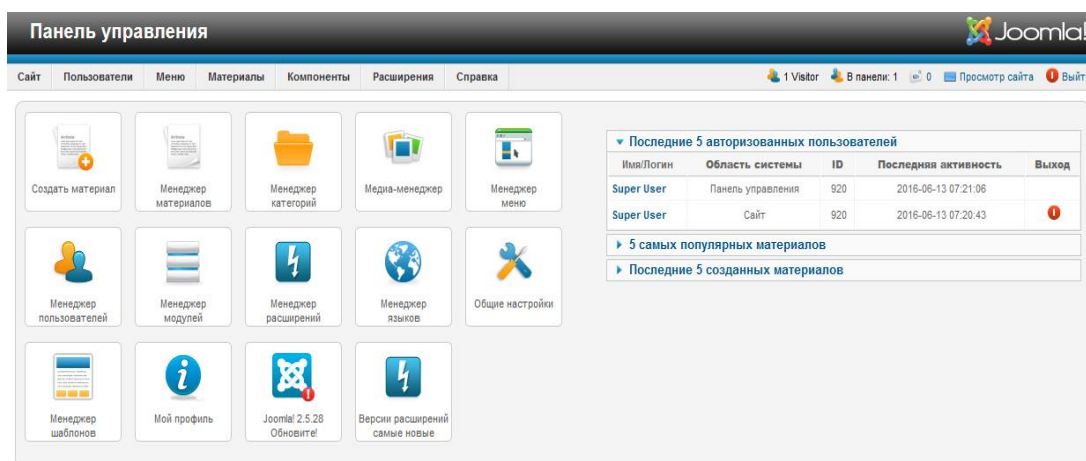 Панель управления
Joomla!
Сайт Пользователи Меню Материалы Компоненты Расширения Справка
1 Visitor В панели: 1 0 Просмотр сайта Выйт
Создать материал
Менеджер материалов
Менеджер категорий
Медиа-менеджер
Менеджер меню
Менеджер пользователей
Менеджер модулей
Менеджер расширений
Менеджер языков
Общие настройки
Менеджер шаблонов
Мой профиль
Joomla! 2.5.28 Обновите!
Версии расширений самые новые
Последние 5 авторизованных пользователей
Имя/Логин Область системы ID Последняя активность Выход
Super User Панель управления 920 2016-06-13 07:21:06
Super User Сайт 920 2016-06-13 07:20:43
5 самых популярных материалов
Последние 5 созданных материалов